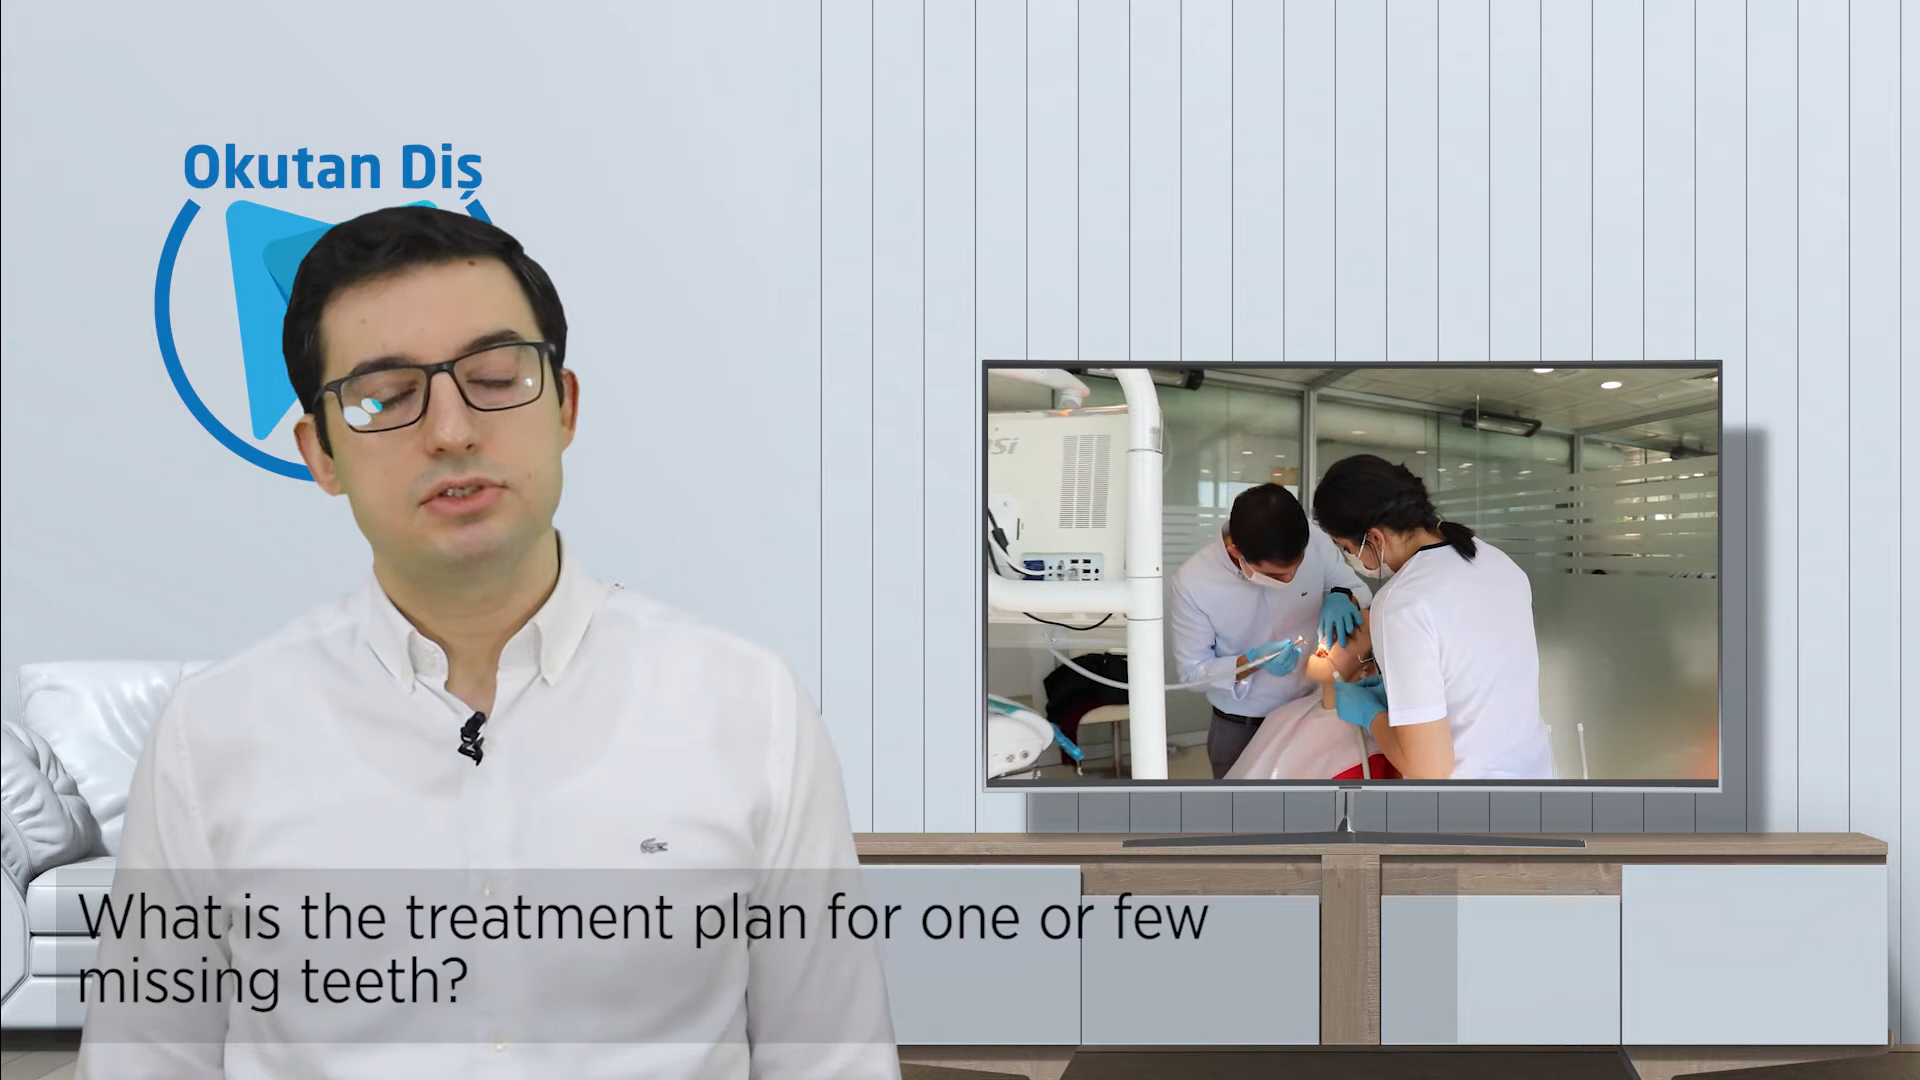 Okutan Diş
What is the treatment plan for one or few
missing teeth?